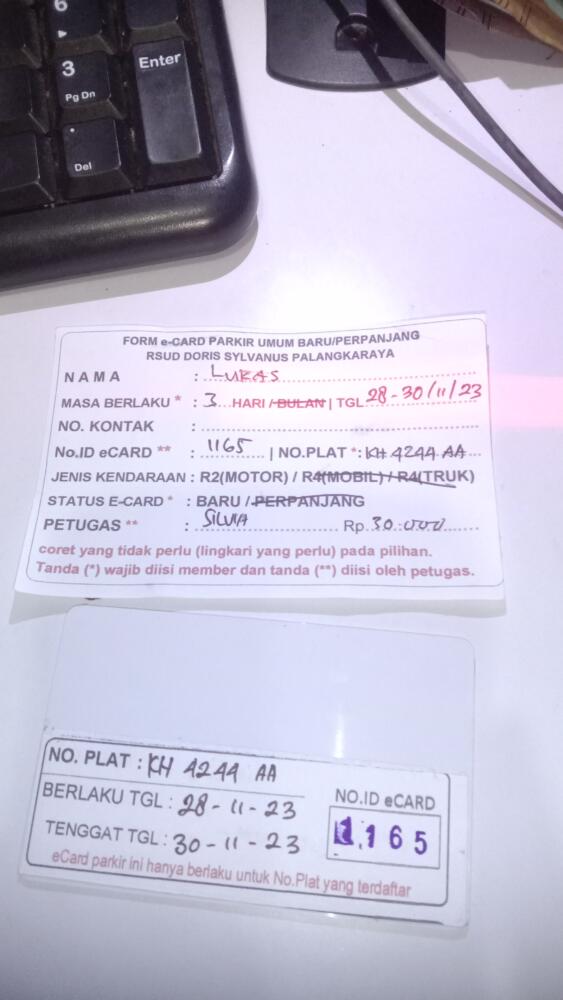 6
3
Pg Dn
Enter
.
Del
FORM e-CARD PARKIR UMUM BARU/PERPANJANG
RSUD DORIS SYLVANUS PALANGKARAYA
NAMA : LUKAS
MASA BERLAKU * : 3 HARI / BULAN | TGL 28-30/11/23
NO. KONTAK :
No.ID eCARD ** : 1165 | NO.PLAT *: KH 4244 AA
JENIS KENDARAAN : R2(MOTOR) / R4(MOBIL) / R4(TRUK)
STATUS E-CARD * : BARU / PERPANJANG
PETUGAS ** : SILVIA Rp. 30.000
coret yang tidak perlu (lingkari yang perlu) pada pilihan.
Tanda (*) wajib diisi member dan tanda (**) diisi oleh petugas.
NO. PLAT : KH 4244 AA
BERLAKU TGL : 28-11-23
TENGGAT TGL : 30-11-23
NO.ID eCARD
1.165
eCard parkir ini hanya berlaku untuk No.Plat yang terdaftar